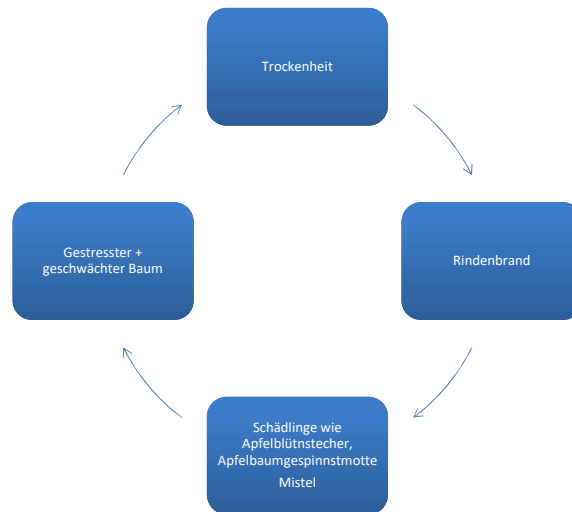 Trockenheit
Rindenbrand
Schädlinge wie
Apfelblütnstecher,
Apfelbaumgespinnstmotte
Mistel
Gestresster +
geschwächter Baum